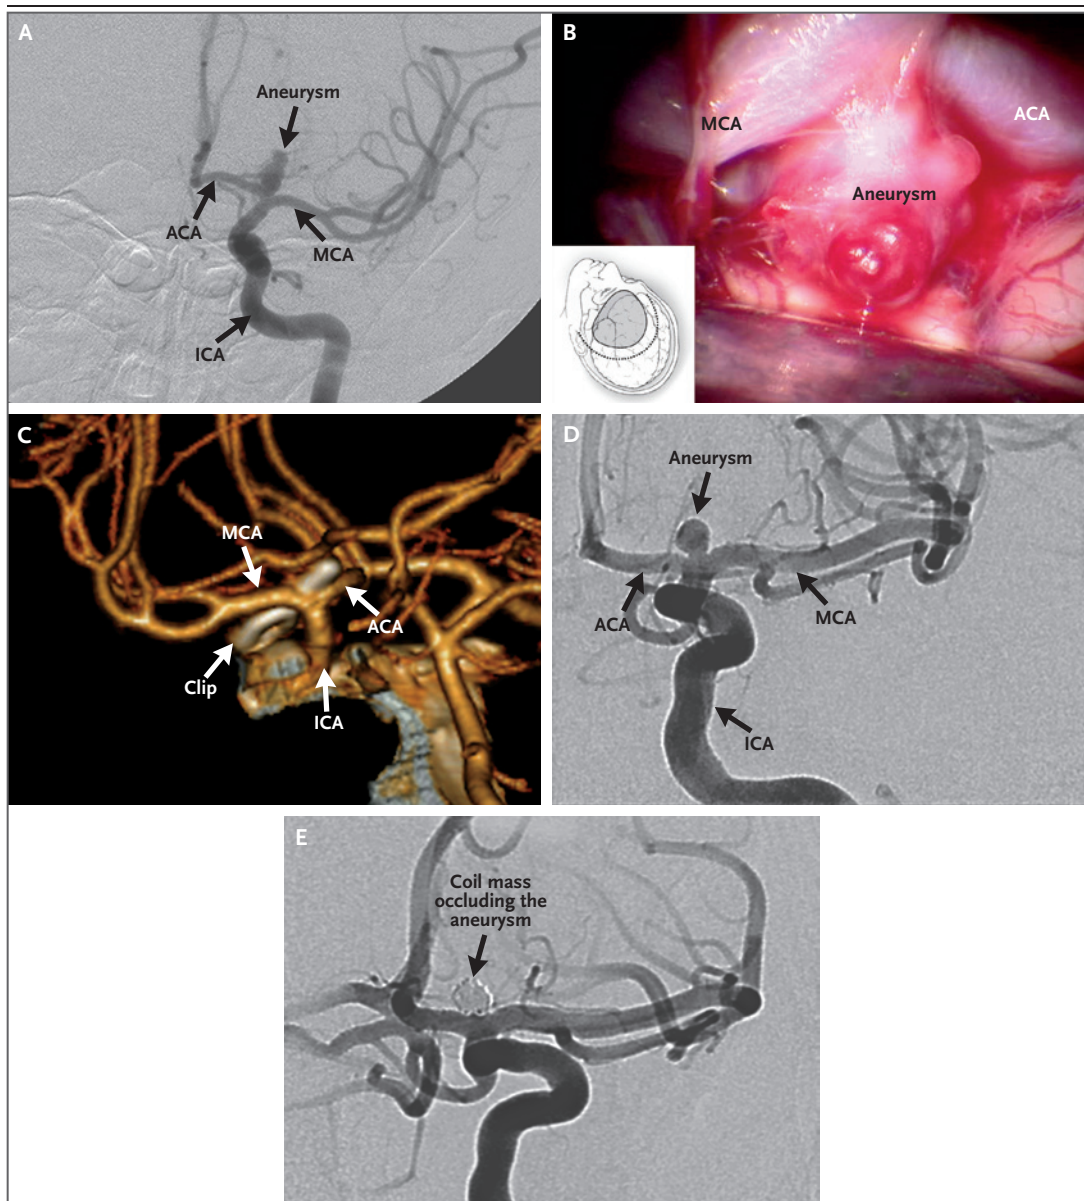 A
Aneurysm
ACA
MCA
ICA
B
MCA
ACA
Aneurysm
C
MCA
ACA
Clip
ICA
D
Aneurysm
ACA
MCA
ICA
E
Coil mass
occluding the
aneurysm